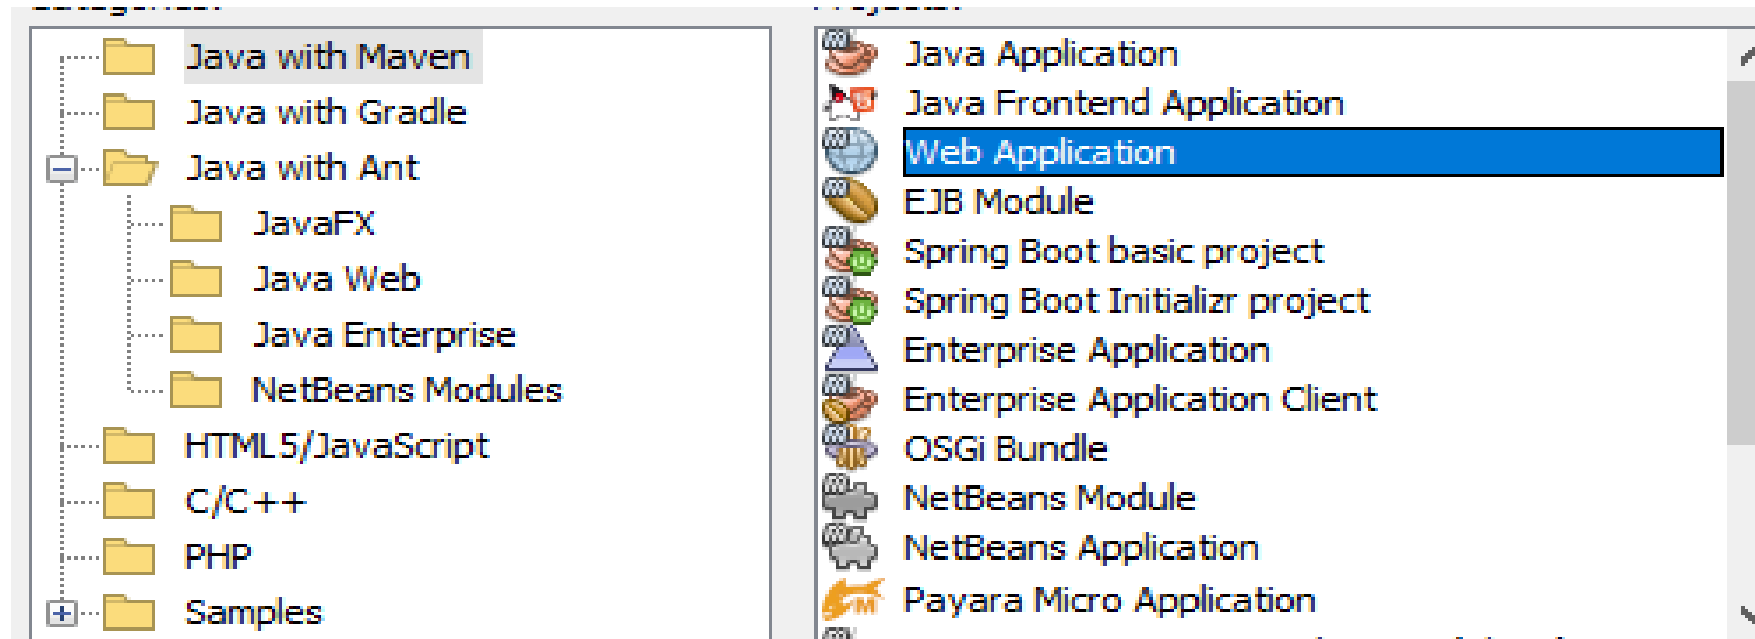 Java with Maven
Java with Gradle
Java with Ant
JavaFX
Java Web
Java Enterprise
NetBeans Modules
HTML5/JavaScript
C/C++
PHP
Samples
Java Application
Java Frontend Application
Web Application
EJB Module
Spring Boot basic project
Spring Boot Initializr project
Enterprise Application
Enterprise Application Client
OSGi Bundle
NetBeans Module
NetBeans Application
Payara Micro Application